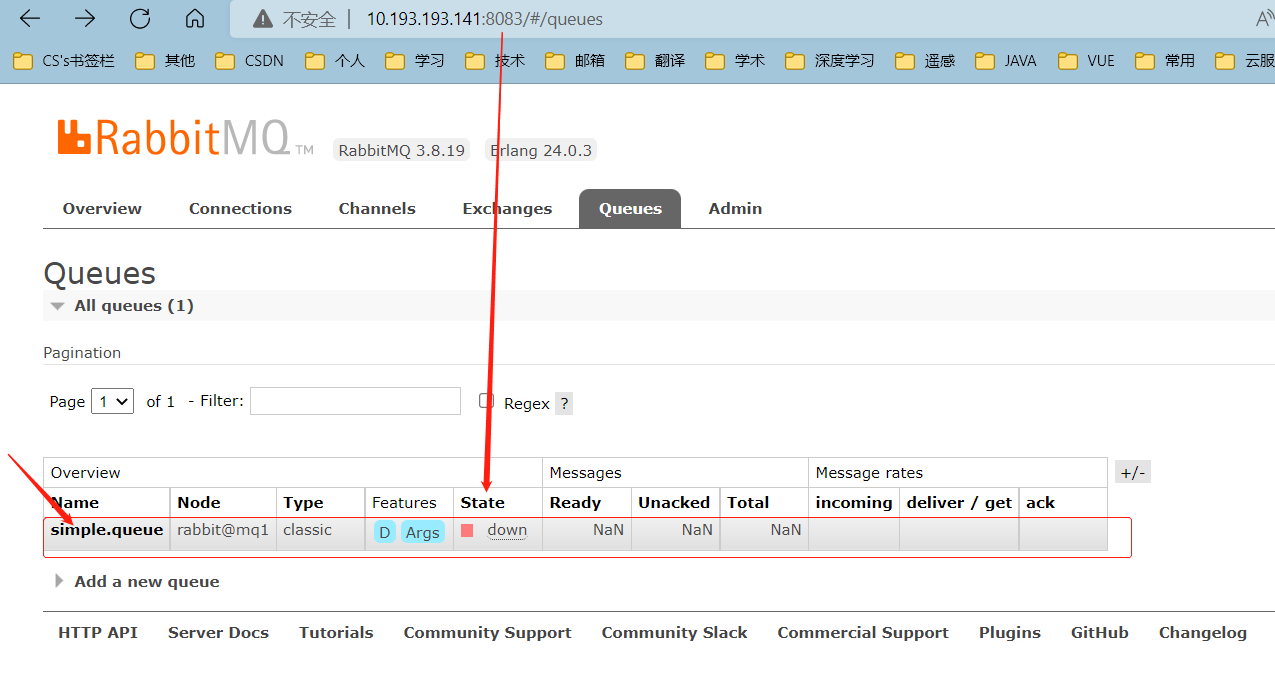 不安全 | 10.193.193.141:8083/#/queues A
CS's书签栏 其他 CSDN 个人 学习 技术 邮箱 翻译 学术 深度学习 遥感 JAVA VUE 常用 云服
RabbitMQ TM RabbitMQ 3.8.19 Erlang 24.0.3
Overview Connections Channels Exchanges Queues Admin
Queues
All queues (1)
Pagination
Page 1 of 1 - Filter: Regex ?
Overview Messages Message rates +/-
Name Node Type Features State Ready Unacked Total incoming deliver / get ack
simple.queue rabbit@mq1 classic D Args down NaN NaN NaN
Add a new queue
HTTP API Server Docs Tutorials Community Support Community Slack Commercial Support Plugins GitHub Changelog